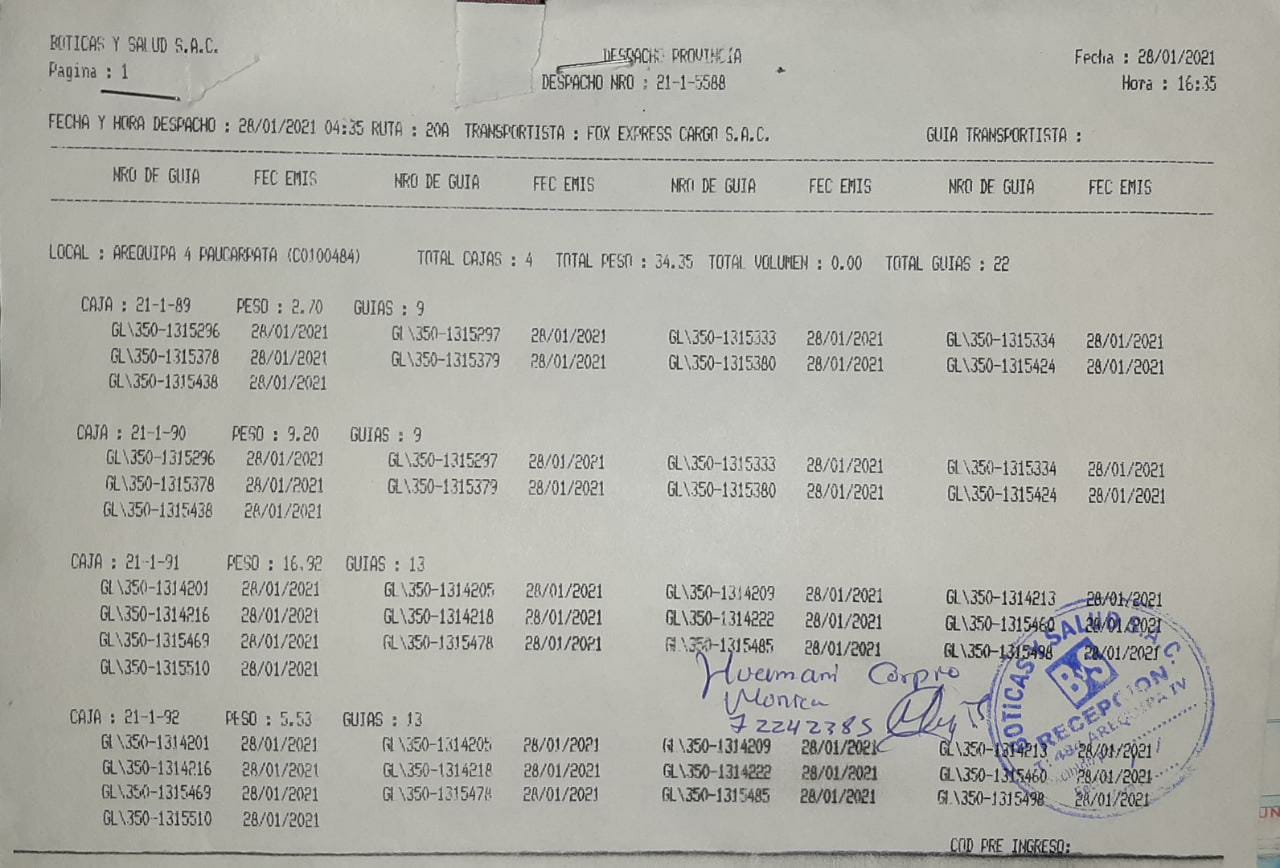 BOTICAS Y SALUD S.A.C. DESPACHO PROVINCIA Fecha : 28/01/2021
Pagina : 1 DESPACHO NRO : 21-1-5588 Hora : 16:35
FECHA Y HORA DESPACHO : 28/01/2021 04:35 RUTA : 20A TRANSPORTISTA : FOX EXPRESS CARGO S.A.C. GUIA TRANSPORTISTA :
NRO DE GUIA FEC EMIS NRO DE GUIA FEC EMIS NRO DE GUIA FEC EMIS NRO DE GUIA FEC EMIS
LOCAL : AREQUIPA 4 PAUCARPATA (C0100484) TOTAL CAJAS : 4 TOTAL PESO : 34.35 TOTAL VOLUMEN : 0.00 TOTAL GUIAS : 22
CAJA : 21-1-89 PESO : 2.70 GUIAS : 9
GL\350-1315296 28/01/2021 GL\350-1315297 28/01/2021 GL\350-1315333 28/01/2021 GL\350-1315334 28/01/2021
GL\350-1315378 28/01/2021 GL\350-1315379 28/01/2021 GL\350-1315380 28/01/2021 GL\350-1315424 28/01/2021
GL\350-1315438 28/01/2021
CAJA : 21-1-90 PESO : 9.20 GUIAS : 9
GL\350-1315296 28/01/2021 GL\350-1315297 28/01/2021 GL\350-1315333 28/01/2021 GL\350-1315334 28/01/2021
GL\350-1315378 28/01/2021 GL\350-1315379 28/01/2021 GL\350-1315380 28/01/2021 GL\350-1315424 28/01/2021
GL\350-1315438 28/01/2021
CAJA : 21-1-91 PESO : 16.92 GUIAS : 13
GL\350-1314201 28/01/2021 GL\350-1314205 28/01/2021 GL\350-1314209 28/01/2021 GL\350-1314213 28/01/2021
GL\350-1314216 28/01/2021 GL\350-1314218 28/01/2021 GL\350-1314222 28/01/2021 GL\350-1315460 28/01/2021
GL\350-1315469 28/01/2021 GL\350-1315478 28/01/2021 GL\350-1315485 28/01/2021 GL\350-1315498 28/01/2021
GL\350-1315510 28/01/2021
Huamani Carpio
Monica
72242385
BOTICAS Y SALUD S.A.C.
BYS
RECEPCION
T: 484 AREQUIPA IV
CAJA : 21-1-92 PESO : 5.53 GUIAS : 13
GL\350-1314201 28/01/2021 GL\350-1314205 28/01/2021 GL\350-1314209 28/01/2021 GL\350-1314213 28/01/2021
GL\350-1314216 28/01/2021 GL\350-1314218 28/01/2021 GL\350-1314222 28/01/2021 GL\350-1315460 28/01/2021
GL\350-1315469 28/01/2021 GL\350-1315478 28/01/2021 GL\350-1315485 28/01/2021 GL\350-1315498 28/01/2021
GL\350-1315510 28/01/2021
COD PRE INGRESO: